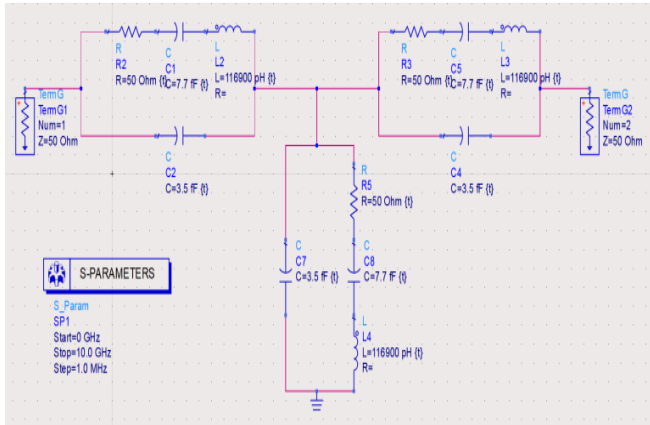 R
R2
R=50 Ohm {t}
C
C1
C=7.7 fF {t}
L
L2
L=116900 pH {t}
R=
C
C2
C=3.5 fF {t}
TermG
TermG1
Num=1
Z=50 Ohm
R
R3
R=50 Ohm {t}
C
C5
C=7.7 fF {t}
L
L3
L=116900 pH {t}
R=
C
C4
C=3.5 fF {t}
TermG
TermG2
Num=2
Z=50 Ohm
R
R5
R=50 Ohm {t}
C
C7
C=3.5 fF {t}
C
C8
C=7.7 fF {t}
L
L4
L=116900 pH {t}
R=
S-PARAMETERS
S_Param
SP1
Start=0 GHz
Stop=10.0 GHz
Step=1.0 MHz